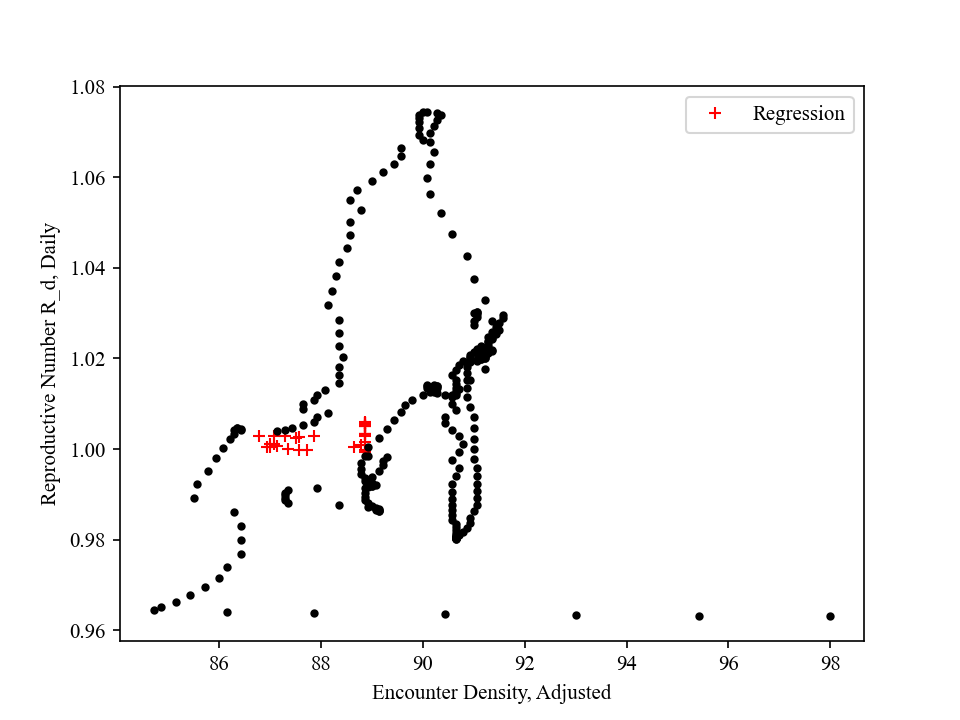 1.08
Regression
1.06
1.04
1.02
1.00
0.98
0.96
Reproductive Number R_d, Daily
86 88 90 92 94 96 98
Encounter Density, Adjusted